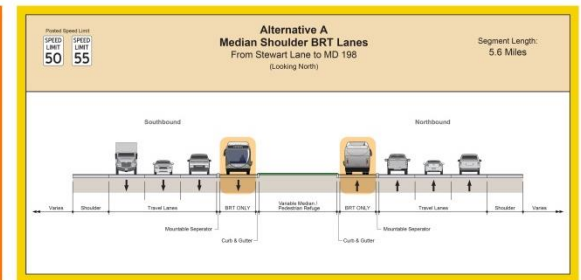 Posted Speed Limit
SPEED LIMIT 50
SPEED LIMIT 55
Alternative A
Median Shoulder BRT Lanes
From Stewart Lane to MD 198
(Looking North)
Segment Length:
5.6 Miles
Southbound
Northbound
Varies
Shoulder
Travel Lanes
BRT ONLY
Variable Median /
Pedestrian Refuge
BRT ONLY
Travel Lanes
Shoulder
Varies
Mountable Seperator
Curb & Gutter
Curb & Gutter
Mountable Seperator